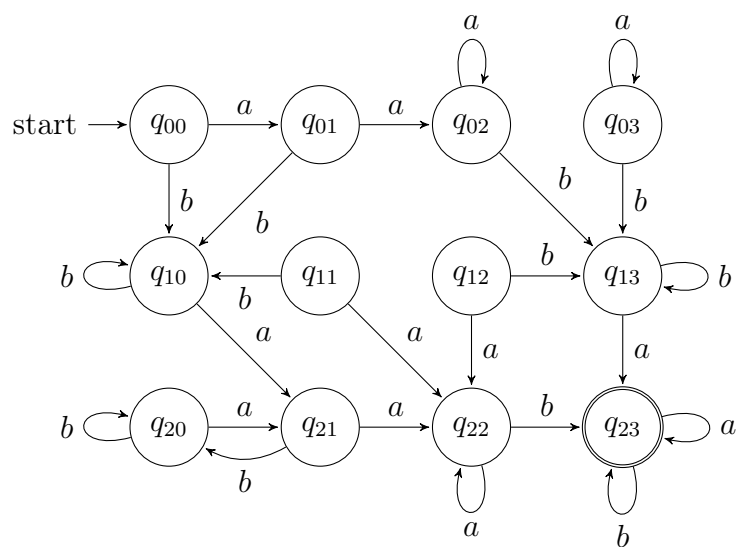 a a
start q00 a q01 a q02 q03
b b b b
b q10 b q11 q12 b q13 b
a a a a
b q20 a q21 a q22 b q23 a
b a b